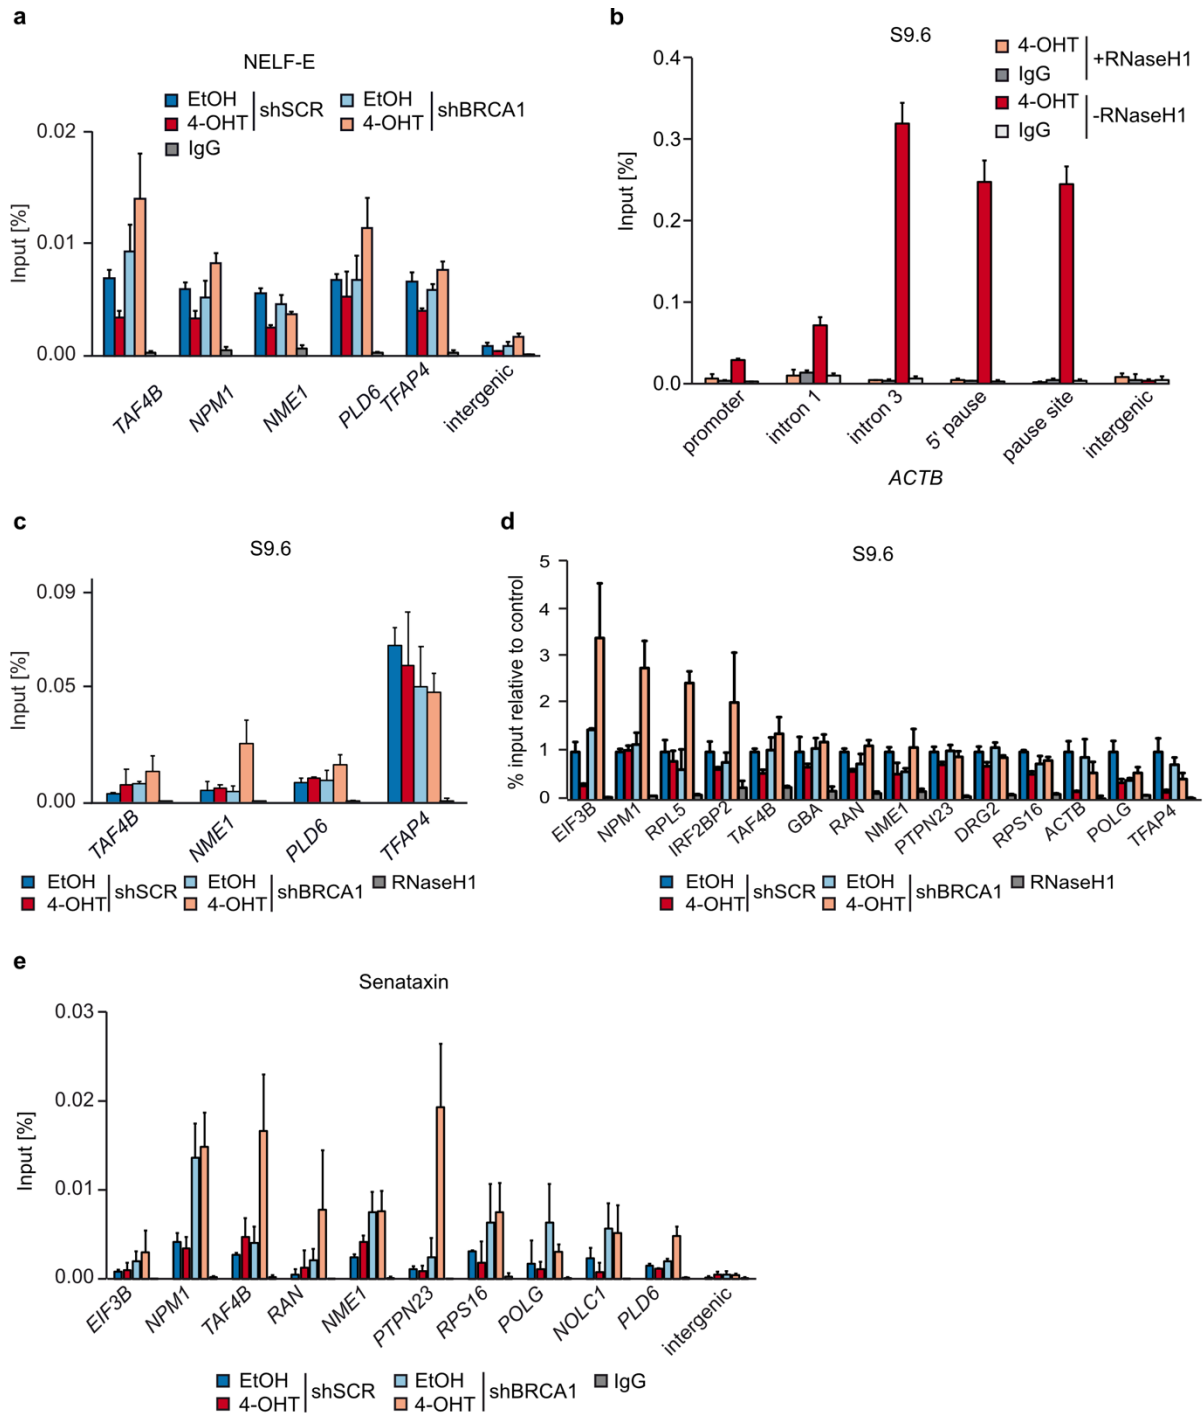 a
NELF-E
EtOH EtOH
4-OHT shSCR 4-OHT shBRCA1
IgG
Input [%]
0.02
0.01
0.00
TAF4B NPM1 NME1 PLD6 TFAP4 intergenic
b
S9.6
4-OHT
IgG +RNaseH1
4-OHT
IgG -RNaseH1
Input [%]
0.4
0.3
0.2
0.1
0.0
promoter intron 1 intron 3 5' pause pause site intergenic
ACTB
c
S9.6
Input [%]
0.09
0.05
0.00
TAF4B NME1 PLD6 TFAP4
EtOH EtOH RNaseH1
4-OHT shSCR 4-OHT shBRCA1
d
S9.6
% input relative to control
5
4
3
2
1
0
EIF3B NPM1 RPL5 IRF2BP2 TAF4B GBA RAN NME1 PTPN23 DRG2 RPS16 ACTB POLG TFAP4
EtOH EtOH RNaseH1
4-OHT shSCR 4-OHT shBRCA1
e
Senataxin
Input [%]
0.03
0.02
0.01
0.00
EIF3B NPM1 TAF4B RAN NME1 PTPN23 RPS16 POLG NOLC1 PLD6 intergenic
EtOH EtOH IgG
4-OHT shSCR 4-OHT shBRCA1